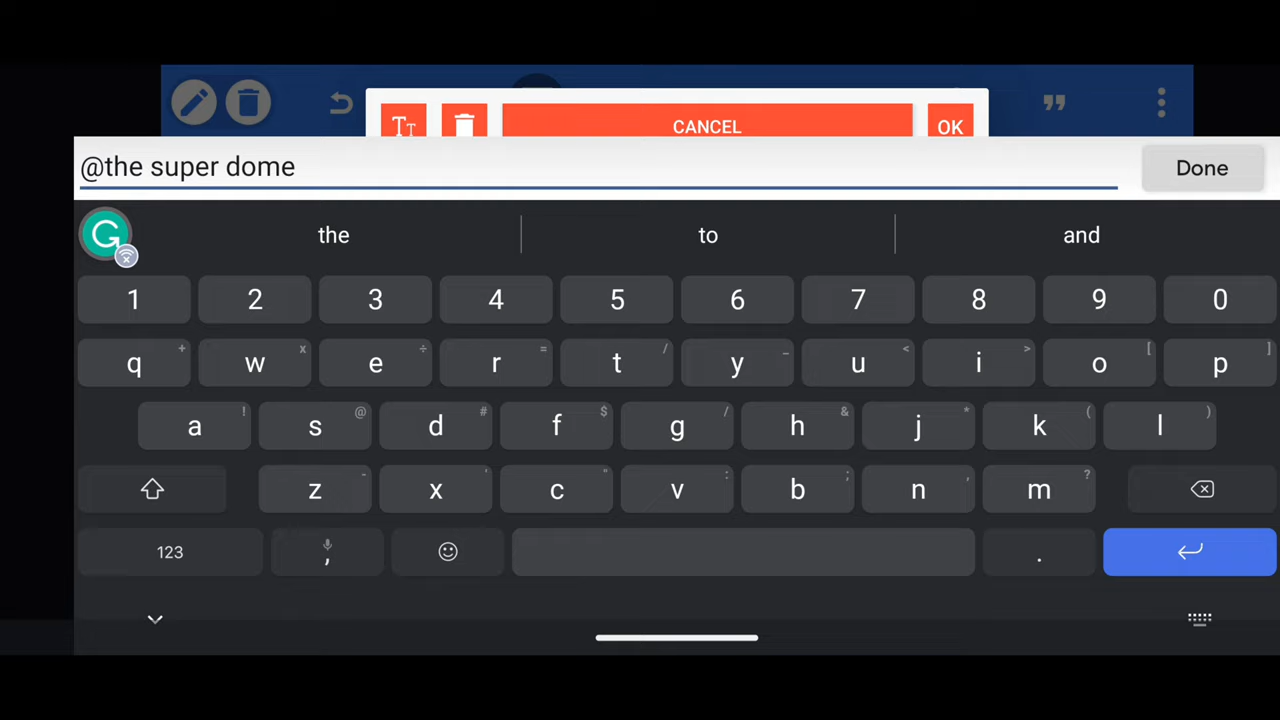 Tт
CANCEL
OK
@the super dome
Done
the to and
1 2 3 4 5 6 7 8 9 0
q + w x e ÷ r = t / y _ u < i > o [ p ]
a ! s @ d # f $ g / h & j * k ( l )
z - x ' c " v : b ; n , m ?
123 , .